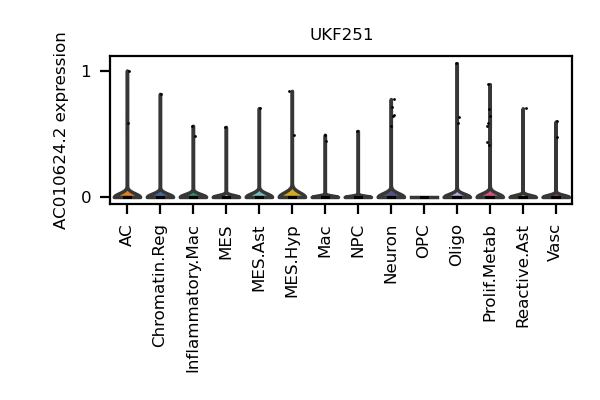 UKF251
AC010624.2 expression
1
0
AC
Chromatin.Reg
Inflammatory.Mac
MES
MES.Ast
MES.Hyp
Mac
NPC
Neuron
OPC
Oligo
Prolif.Metab
Reactive.Ast
Vasc